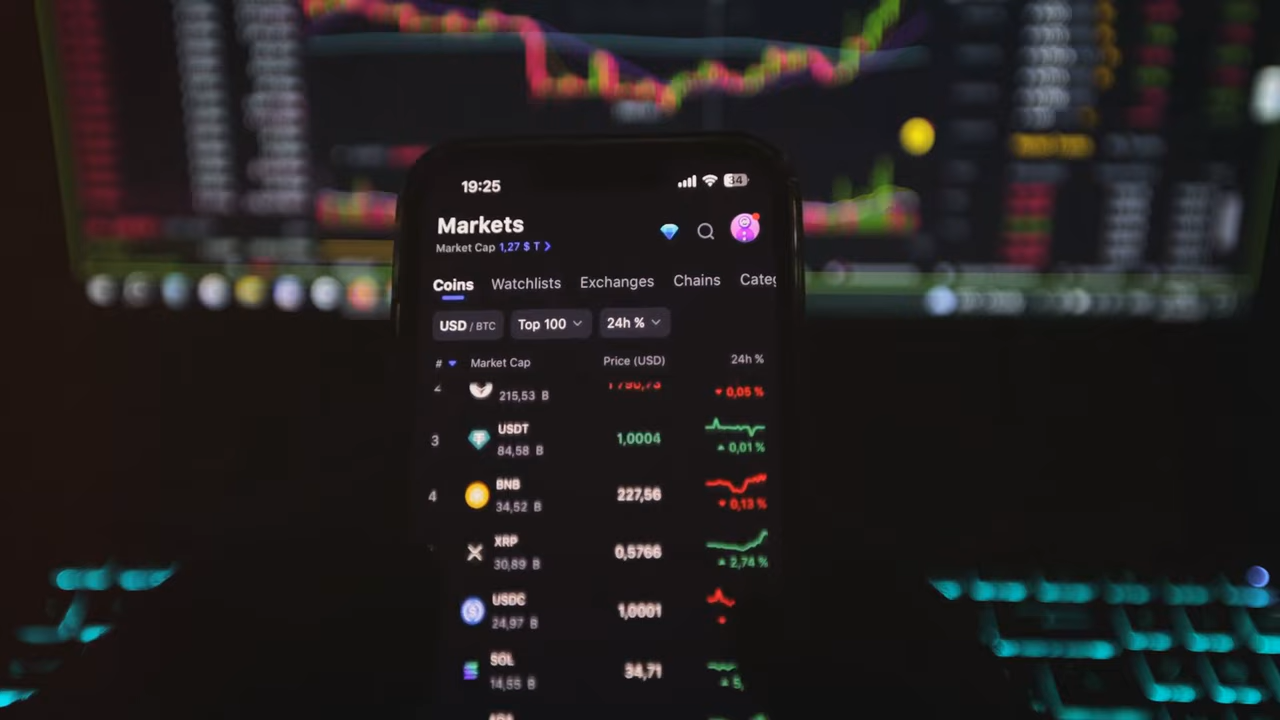 19:25
34
Markets
Market Cap 1,27 $ T
Coins Watchlists Exchanges Chains Categ
USD / BTC Top 100 24h %
# Market Cap Price (USD) 24h %
215,53 B 0,05 %
3 USDT 1,0004
84,58 B 0,01 %
4 BNB 227,56
34,52 B 0,13 %
XRP 0,5766
30,89 B 2,74 %
USDC 1,0001
24,97 B
SOL 34,71
14,55 B 5,